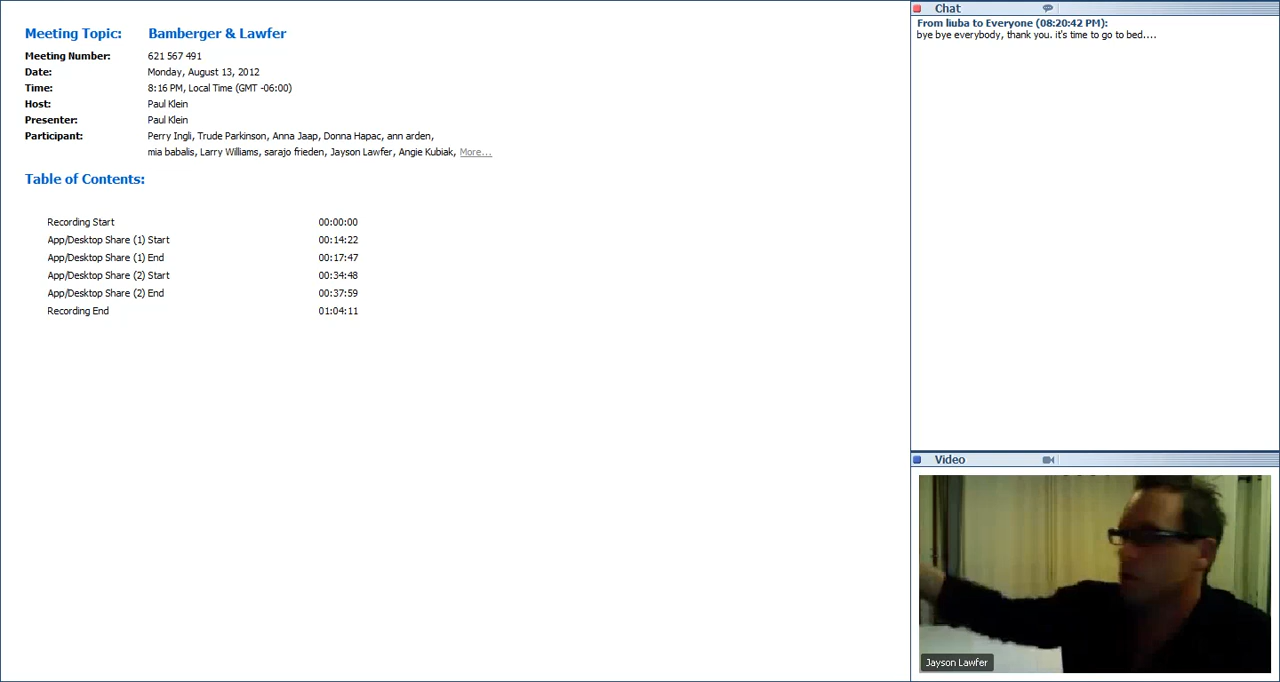 Meeting Topic: Bamberger & Lawfer
Meeting Number: 621 567 491
Date: Monday, August 13, 2012
Time: 8:16 PM, Local Time (GMT -06:00)
Host: Paul Klein
Presenter: Paul Klein
Participant: Perry Ingli, Trude Parkinson, Anna Jaap, Donna Hapac, ann arden,
mia babalis, Larry Williams, sarajo frieden, Jayson Lawfer, Angie Kubiak, More...
Table of Contents:
Recording Start 00:00:00
App/Desktop Share (1) Start 00:14:22
App/Desktop Share (1) End 00:17:47
App/Desktop Share (2) Start 00:34:48
App/Desktop Share (2) End 00:37:59
Recording End 01:04:11
Chat
From liuba to Everyone (08:20:42 PM):
bye bye everybody, thank you. it's time to go to bed....
Video
Jayson Lawfer